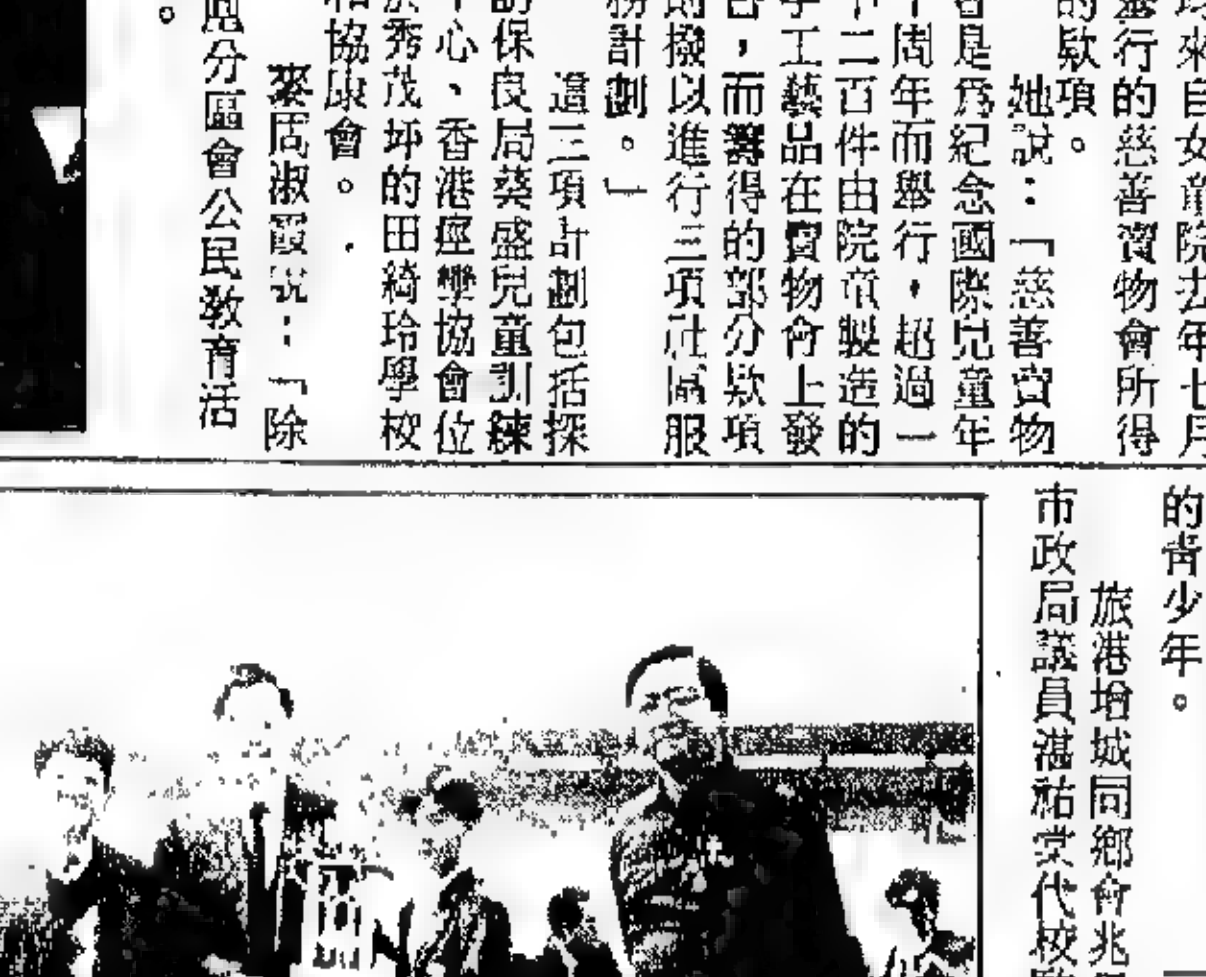 來自女童院去年七月
舉行的慈善賣物會所得
的欵項。
她說：「慈善賣物
會是爲紀念國際兒童年
周年而舉行，超過一
千二百件由院童製造的
手工藝品在賣物會上發
售，而籌得的部分欵項
則撥以進行三項社區服
務計劃。」
這三項計劃包括探
訪保良局葵盛兒童訓練
中心、香港痙攣協會位
於秀茂坪的田綺玲學校
和協康會。
麥周淑霞說：「除
分區會公民敎育活
。
的靑少年。
旅港增城同鄉會兆
市政局議員湛祐棠代校